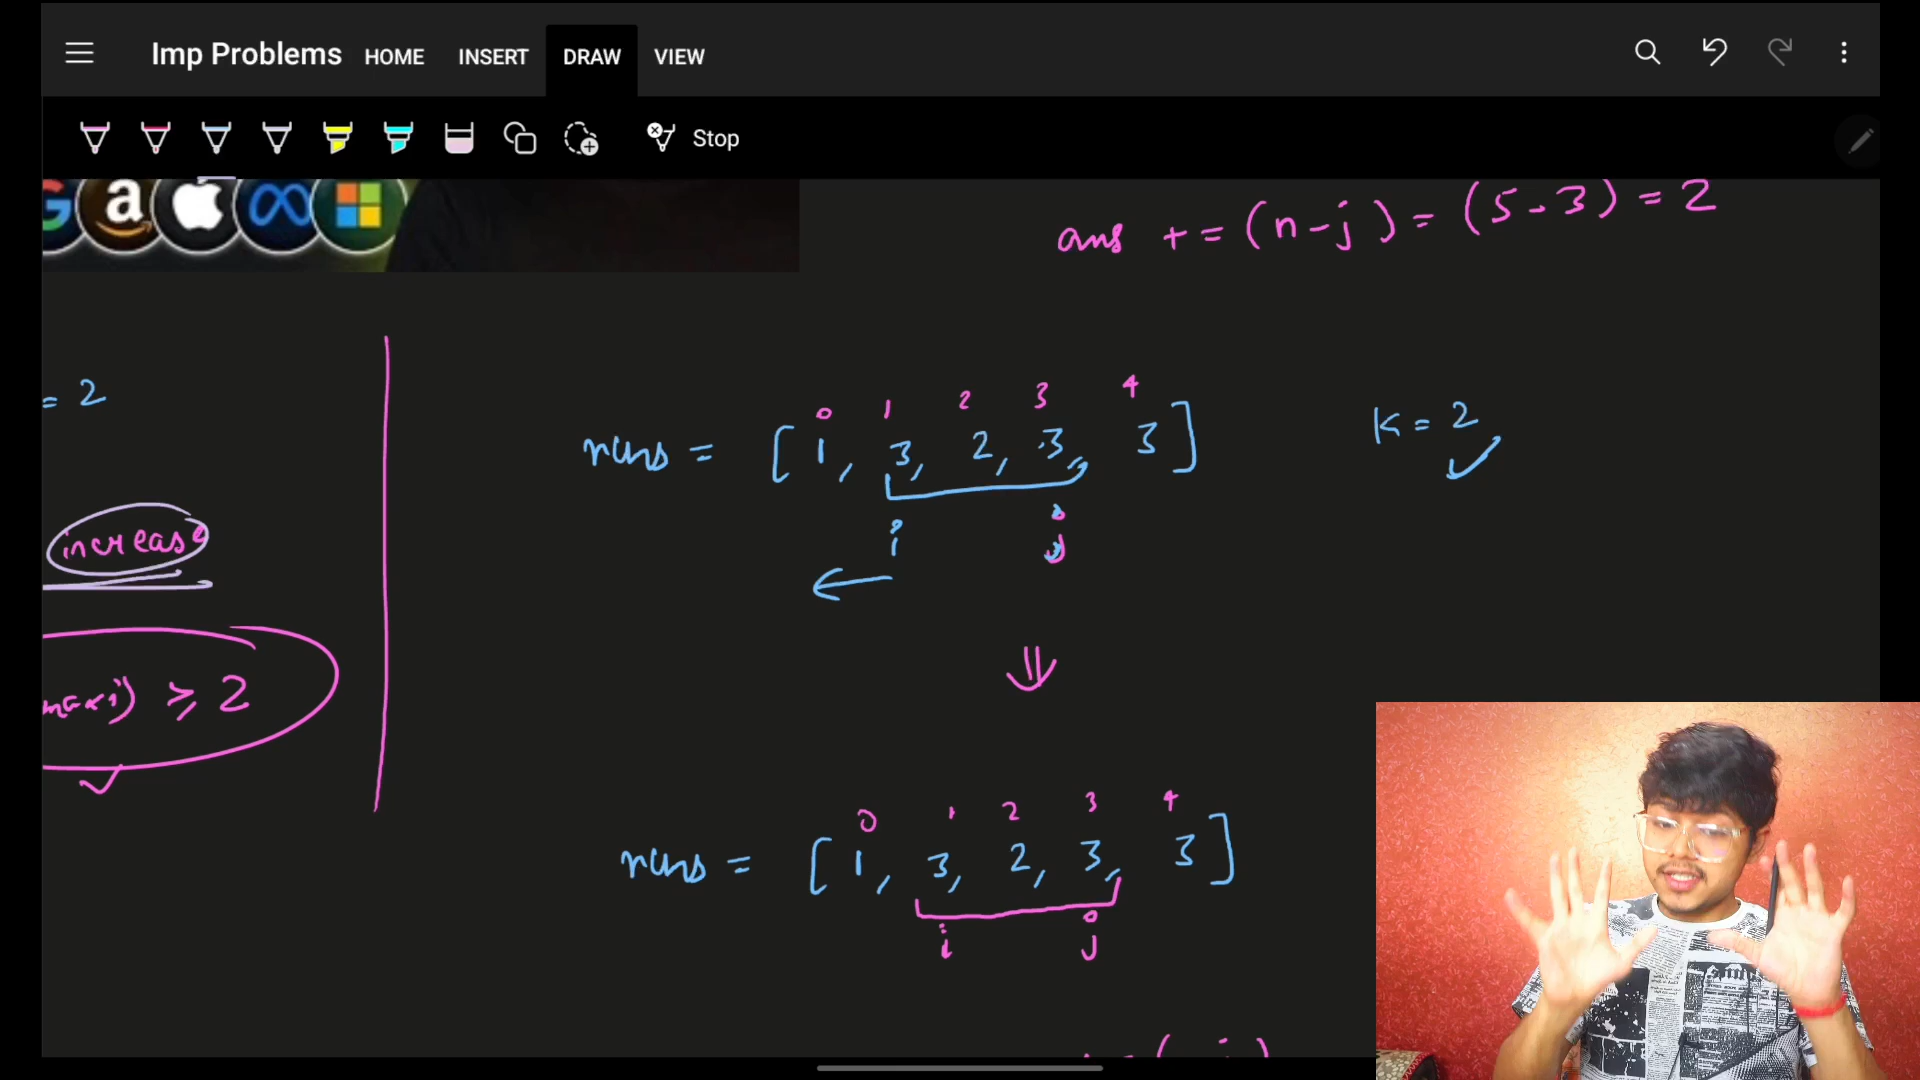 Imp Problems HOME INSERT DRAW VIEW
Stop
G a
ans += (n-j) = (5-3) = 2
= 2
0 1 2 3 4
nums = [1, 3, 2, 3, 3]
K = 2
i j
increase
maxi) ≥ 2
0 1 2 3 4
nums = [1, 3, 2, 3, 3]
i j